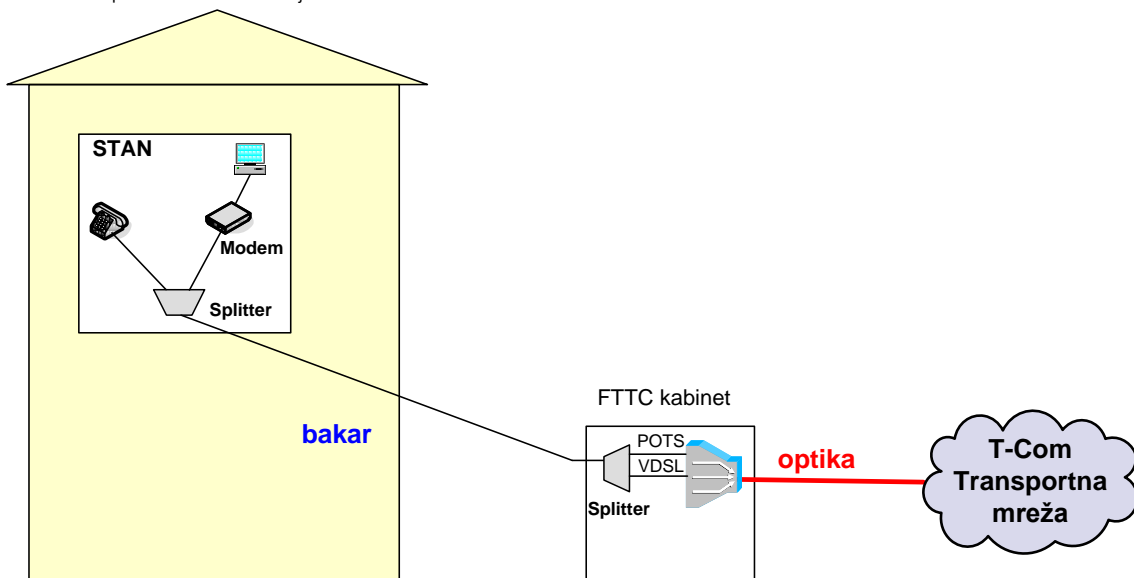 STAN
Modem
Splitter
bakar
FTTC kabinet
POTS
VDSL
Splitter
optika
T-Com
Transportna
mreža